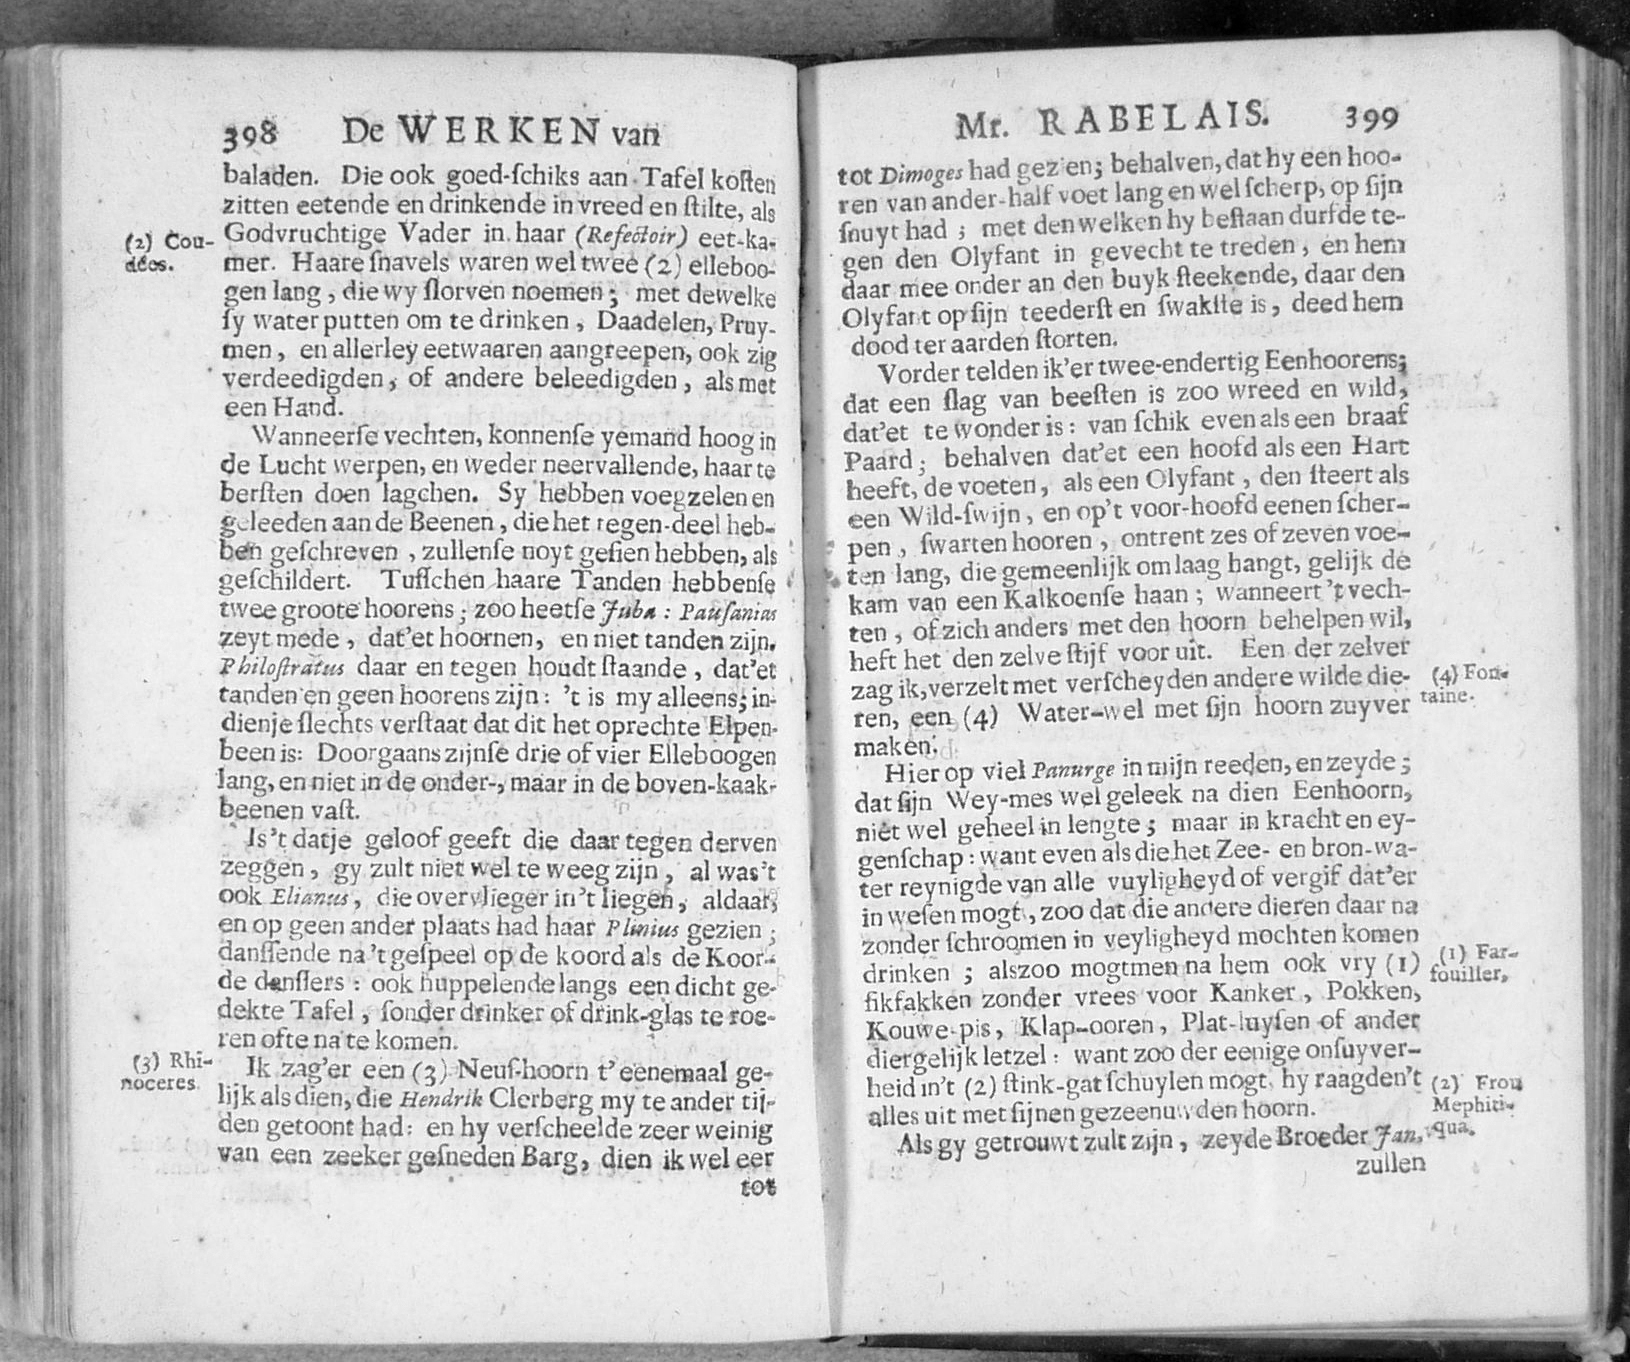 398 De WERKEN van
baladen. Die ook goed-ſchiks aan Tafel koſten
zitten eetende en drinkende in vreed en ſtilte, als
Godvruchtige Vader in haar (Refectoir) eet-ka-
mer. Haare ſnavels waren wel twee (2) elleboo-
gen lang, die wy ſlorven noemen; met dewelke
ſy water putten om te drinken, Daadelen, Pruy-
men, en allerley eetwaaren aangreepen, ook zig
verdeedigden, of andere beleedigden, als met
een Hand.
(2) Cou-
dées.
Wanneerſe vechten, konnenſe yemand hoog in
de Lucht werpen, en weder neervallende, haar te
berſten doen lagchen. Sy hebben voegzelen en
geleeden aan de Beenen, die het tegen-deel heb-
ben geſchreven, zullenſe noyt geſien hebben, als
geſchildert. Tuſſchen haare Tanden hebbenſe
twee groote hoorens; zoo heetſe Juba: Pauſanias
zeyt mede, dat'et hoornen, en niet tanden zijn.
Philoſtratus daar en tegen houdt ſtaande, dat'et
tanden en geen hoorens zijn: 't is my alleens; in-
dienje ſlechts verſtaat dat dit het oprechte Elpen-
been is: Doorgaans zijnſe drie of vier Elleboogen
lang, en niet in de onder-, maar in de boven-kaak-
beenen vaſt.
Is't datje geloof geeft die daar tegen derven
zeggen, gy zult niet wel te weeg zijn, al was't
ook Elianus, die overvlieger in't liegen, aldaar,
en op geen ander plaats had haar Plinius gezien;
danſſende na 't geſpeel op de koord als de Koor-
de danſſers: ook huppelende langs een dicht ge-
dekte Tafel, ſonder drinker of drink-glas te roe-
ren ofte na te komen.
Ik zag'er een (3) Neuſ-hoorn t'eenemaal ge-
lijk als dien, die Hendrik Clerberg my te ander tij-
den getoont had: en hy verſcheelde zeer weinig
van een zeeker geſneden Barg, dien ik wel eer
tot
(3) Rhi-
noceres
Mr. RABELAIS. 399
tot Dimoges had gezien; behalven, dat hy een hoo-
ren van ander-half voet lang en wel ſcherp, op ſijn
ſnuyt had; met den welken hy beſtaan durfde te-
gen den Olyfant in gevecht te treden, en hem
daar mee onder aan den buyk ſteekende, daar den
Olyfant op ſijn teederſt en ſwakſte is, deed hem
dood ter aarden ſtorten.
Vorder telden ik'er twee-endertig Eenhoorens;
dat een ſlag van beeſten is zoo wreed en wild,
dat'et te wonder is: van ſchik even als een braaf
Paard; behalven dat'et een hoofd als een Hart
heeft, de voeten, als een Olyfant, den ſteert als
een Wild-ſwijn, en op't voor-hoofd eenen ſcher-
pen, ſwarten hooren, ontrent zes of zeven voe-
ten lang, die gemeenlijk om laag hangt, gelijk de
kam van een Kalkoenſe haan; wanneert 't vech-
ten, of zich anders met den hoorn behelpen wil,
heft het den zelve ſtijf voor uit. Een der zelver
zag ik, verzelt met verſcheyden andere wilde die-
ren, een (4) Water-wel met ſijn hoorn zuyver
maken.
(4) Fon-
taine.
Hier op viel Panurge in mijn reeden, en zeyde;
dat ſijn Wey-mes wel geleek na dien Eenhoorn,
niet wel geheel in lengte; maar in kracht en ey-
genſchap: want even als die het Zee- en bron-wa-
ter reynigde van alle vuyligheyd of vergif dat'er
in weſen mogt, zoo dat die andere dieren daar na
zonder ſchroomen in veyligheyd mochten komen
drinken; alszoo mogtmen na hem ook vry (1)
fikfakken zonder vrees voor Kanker, Pokken,
Kouwe-pis, Klap-ooren, Plat-luyſen of ander
diergelijk letzel: want zoo der eenige onſuyver-
heid in't (2) ſtink-gat ſchuylen mogt, hy raagden't
alles uit met ſijnen gezeenuwden hoorn.
Als gy getrouwt zult zijn, zeyde Broeder Jan,
zullen
(1) Far-
fouiller,
(2) Frou
Mephiti-
qua.